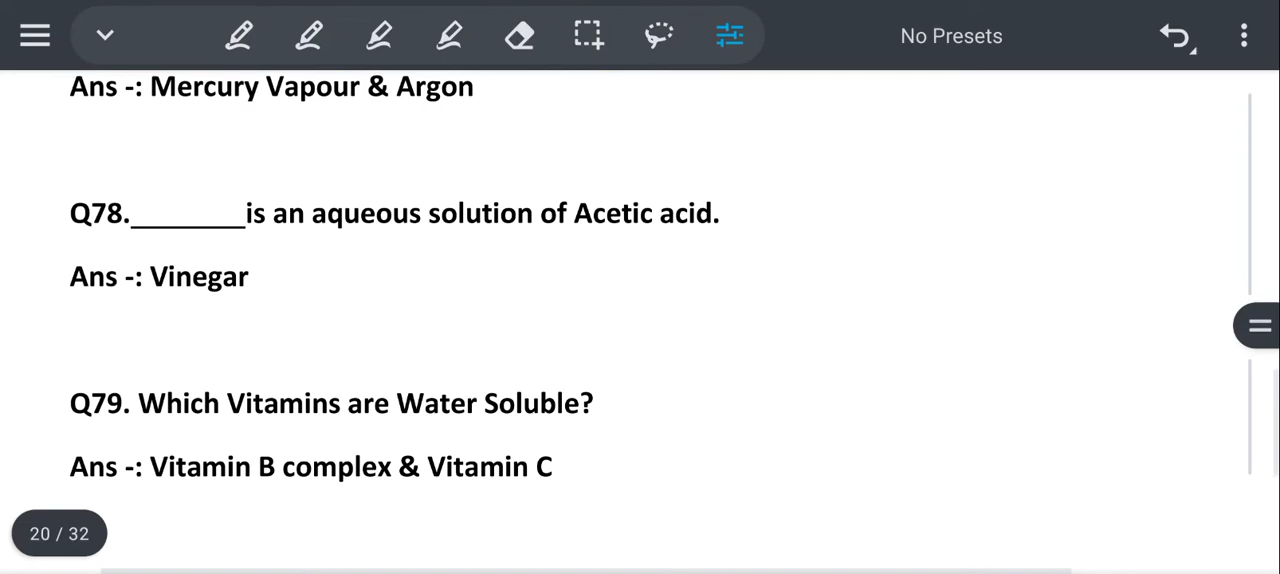 No Presets
Ans -: Mercury Vapour & Argon
Q78.________is an aqueous solution of Acetic acid.
Ans -: Vinegar
Q79. Which Vitamins are Water Soluble?
Ans -: Vitamin B complex & Vitamin C
20 / 32